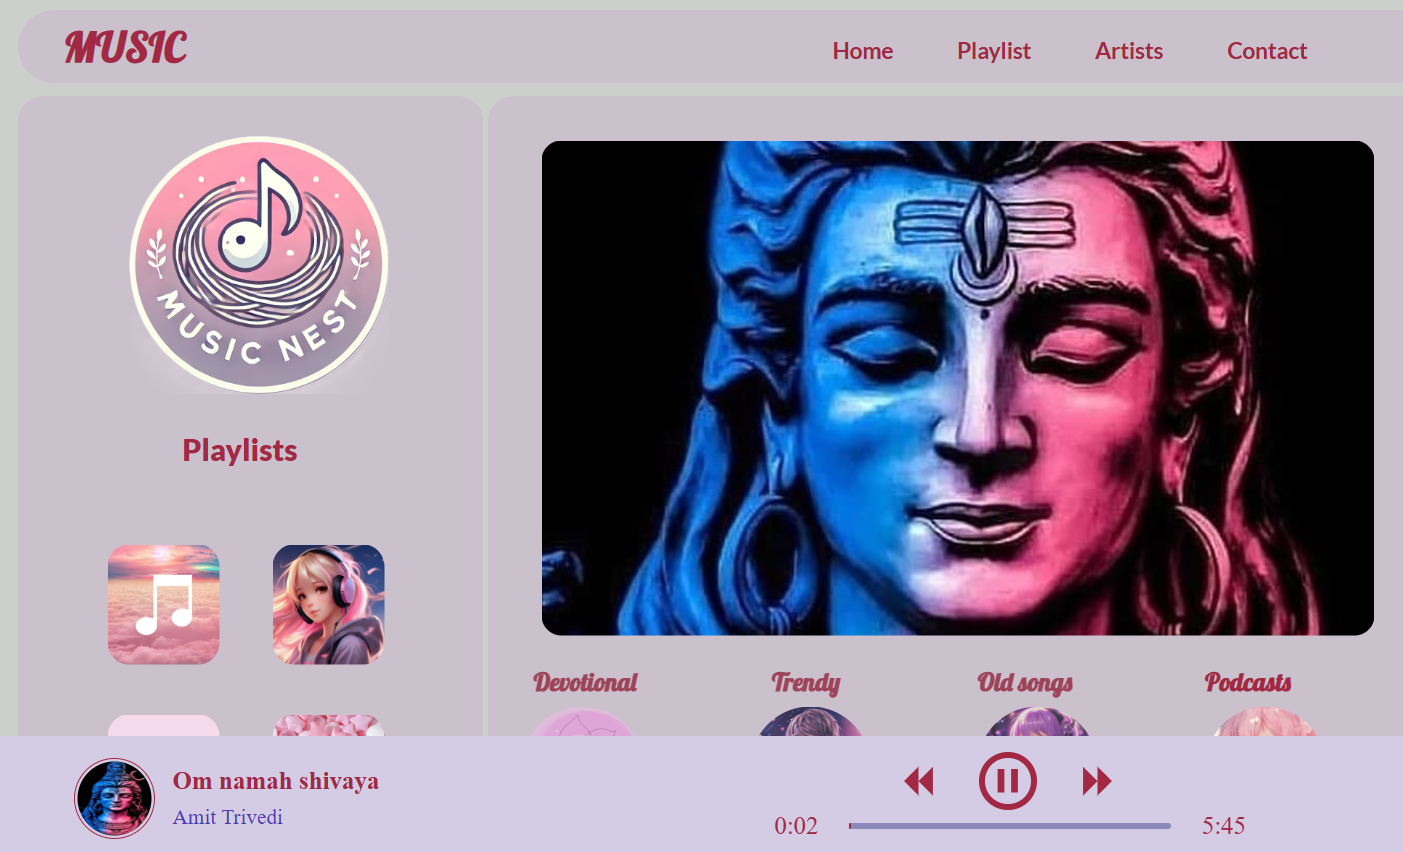 MUSIC
Home
Playlist
Artists
Contact
MUSIC NEST
Playlists
Devotional
Trendy
Old songs
Podcasts
Om namah shivaya
Amit Trivedi
0:02
5:45